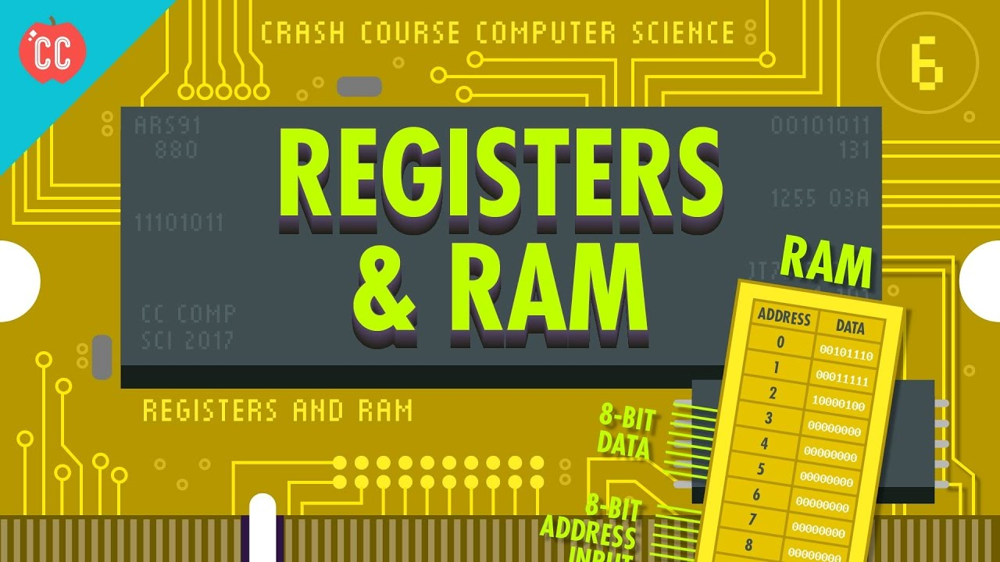 CC
CRASH COURSE COMPUTER SCIENCE
6
ARS91
880
00101011
131
REGISTERS
& RAM
1255 03A
11101011
CC COMP
SCI 2017
REGISTERS AND RAM
RAM
ADDRESS DATA
0 00101110
1 00011111
2 10000100
3 00000000
4 00000000
5 00000000
6 00000000
7 00000000
8 00000000
8-BIT
DATA
8-BIT
ADDRESS
INPUT